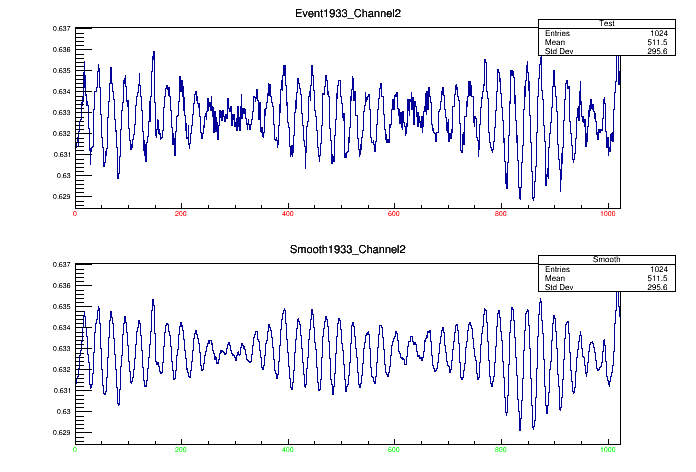 Event1933_Channel2
Test
Entries 1024
Mean 511.5
Std Dev 295.6
0.637
0.636
0.635
0.634
0.633
0.632
0.631
0.63
0.629
0 200 400 600 800 1000
Smooth1933_Channel2
Smooth
Entries 1024
Mean 511.5
Std Dev 295.6
0.637
0.636
0.635
0.634
0.633
0.632
0.631
0.63
0.629
0 200 400 600 800 1000